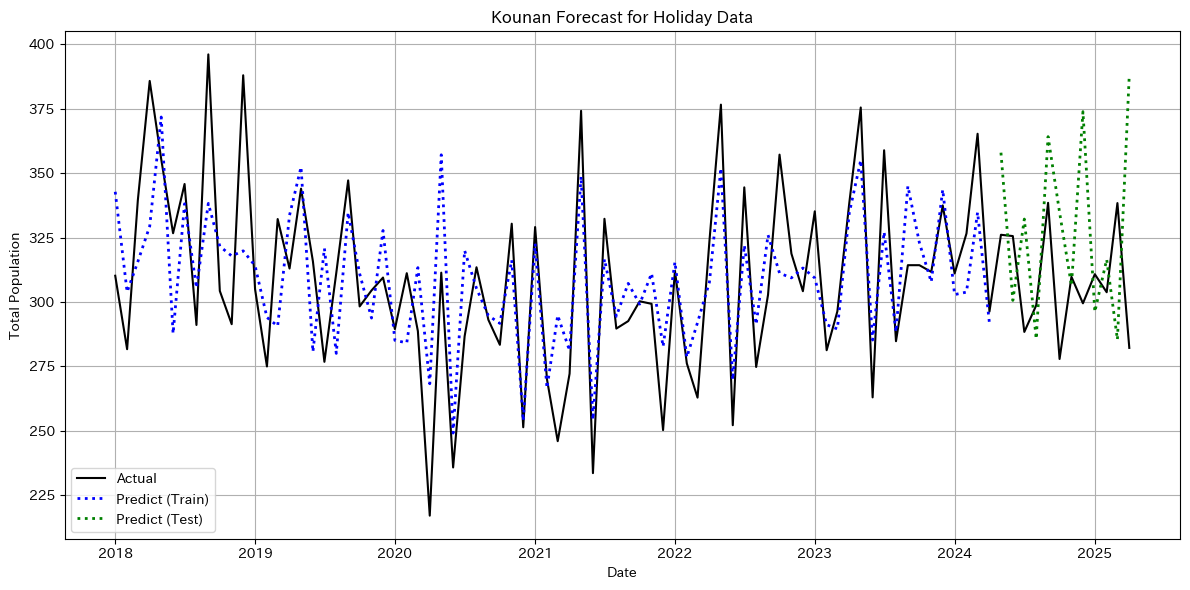 Kounan Forecast for Holiday Data
Total Population
400
375
350
325
300
275
250
225
Actual
Predict (Train)
Predict (Test)
2018 2019 2020 2021 2022 2023 2024 2025
Date